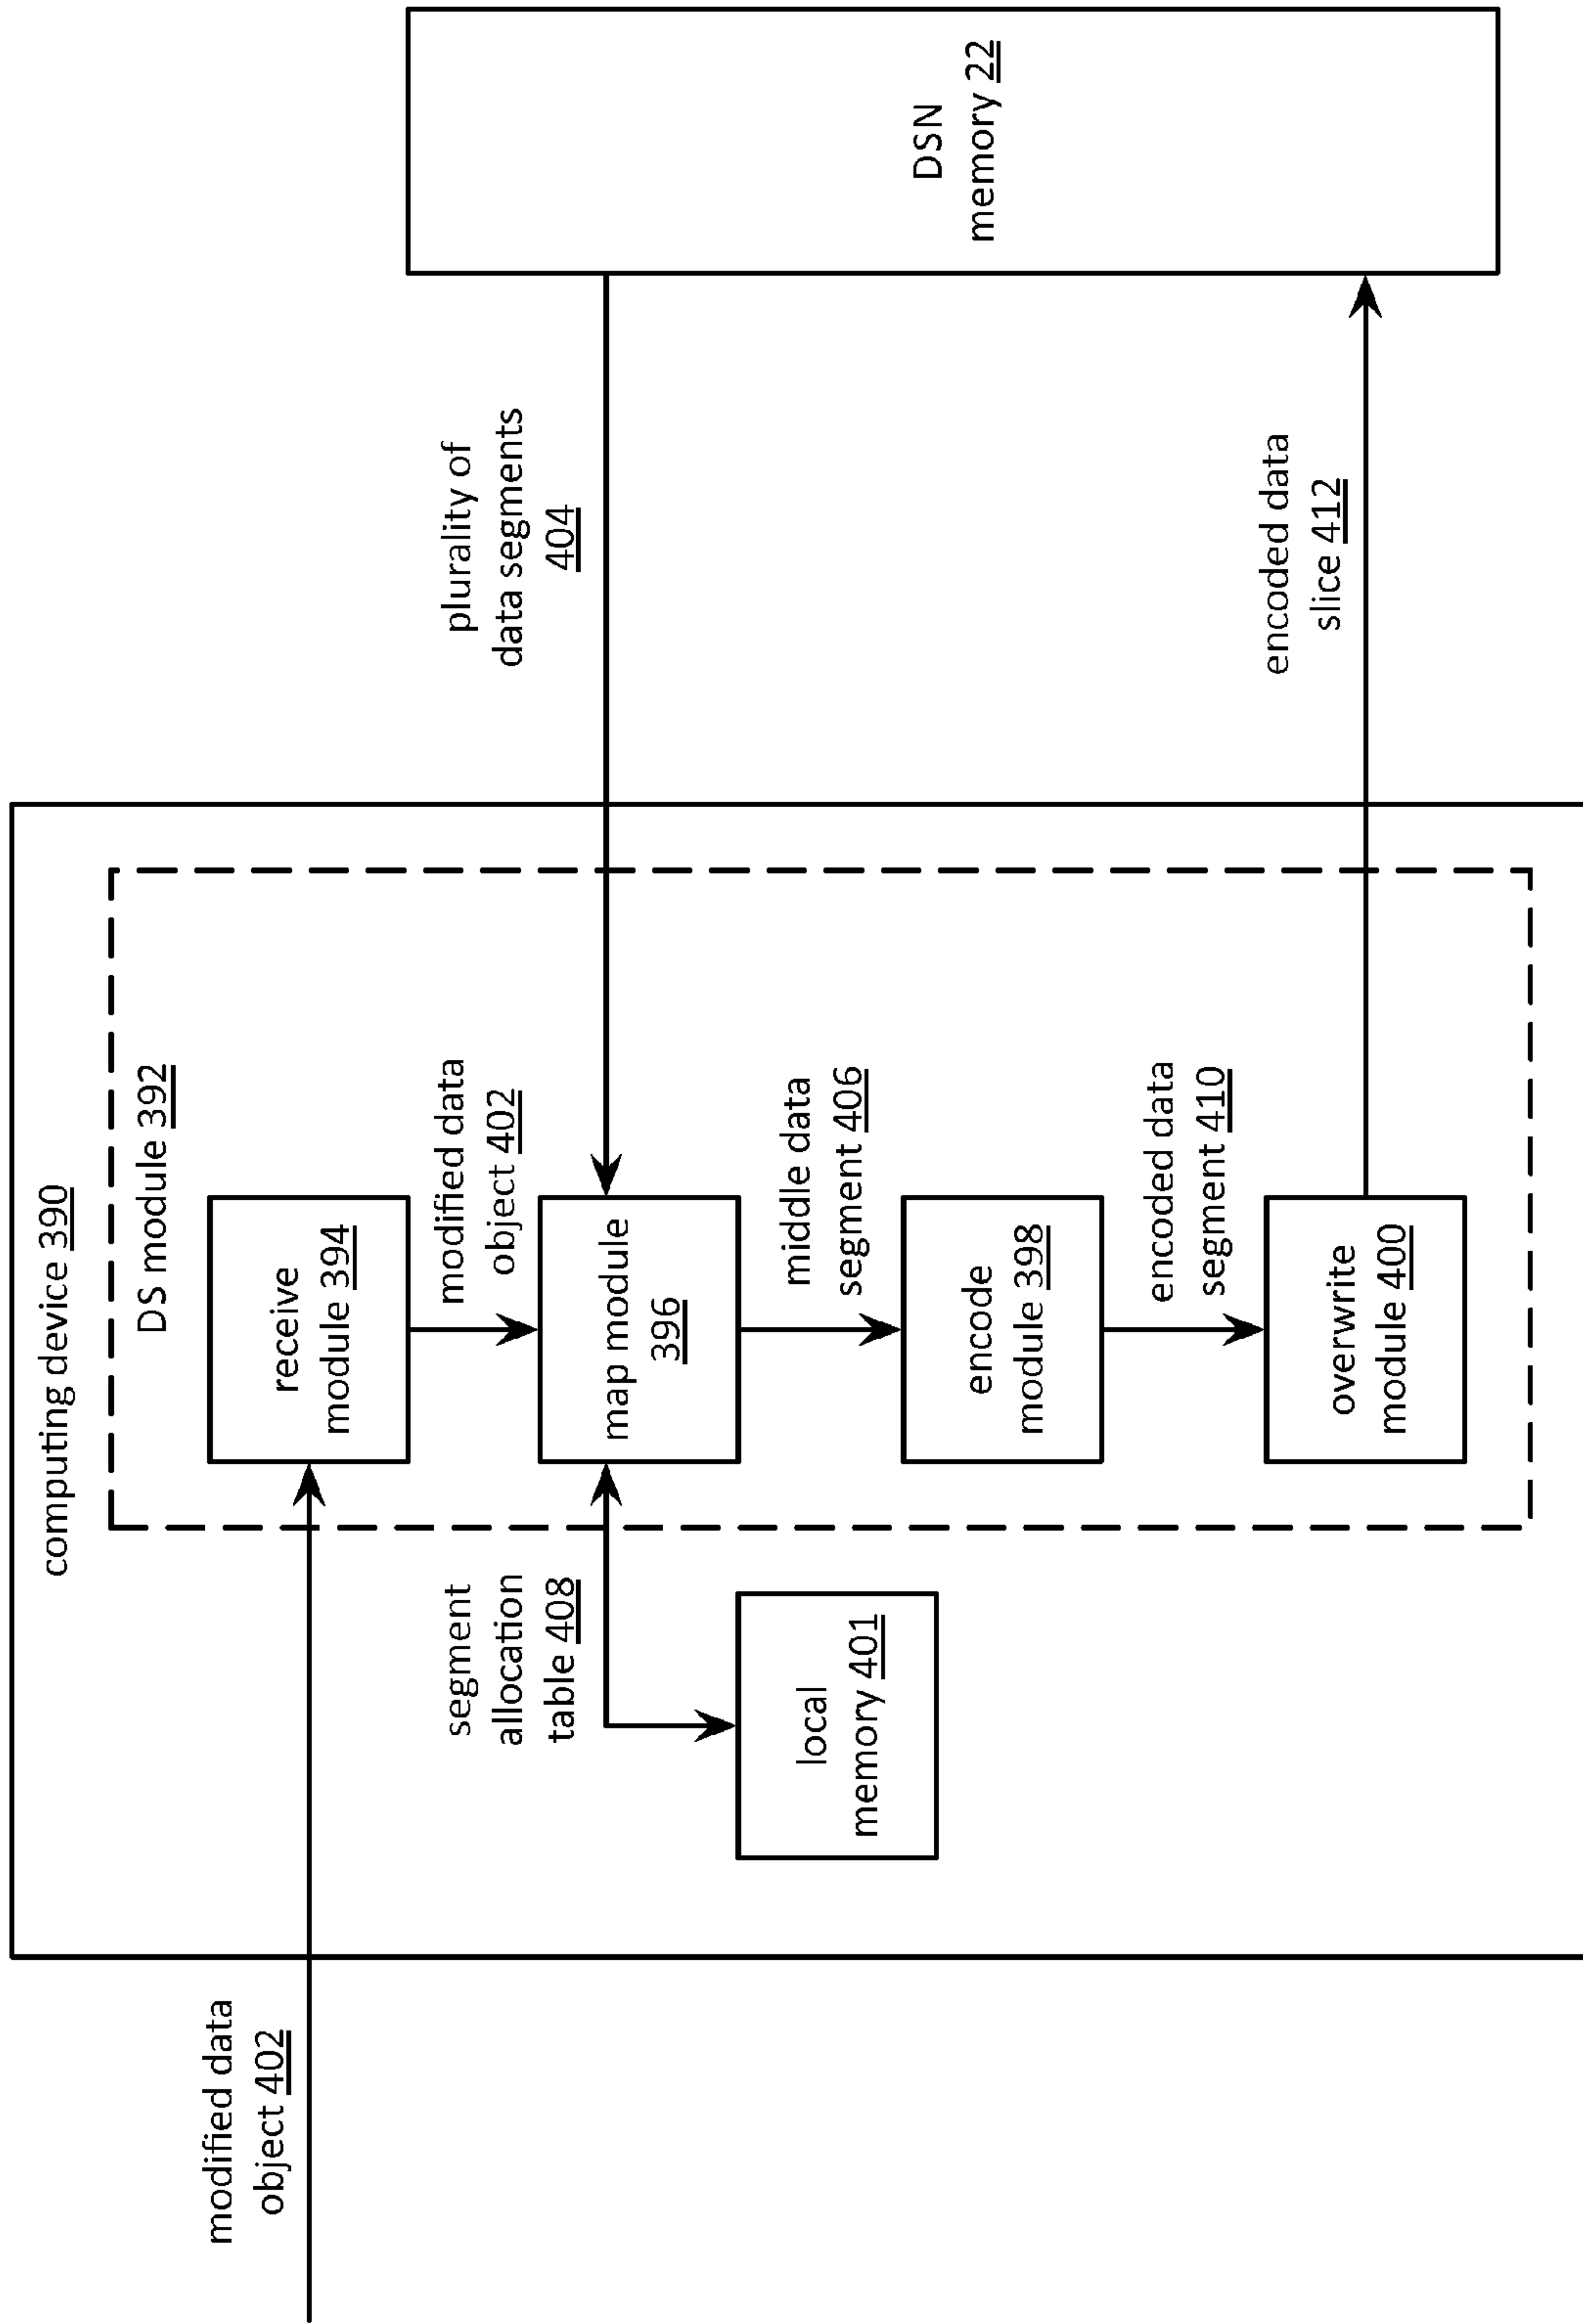 computing device 390
DS module 392
modified data
object 402
receive
module 394
modified data
object 402
segment
allocation
table 408
map module
396
plurality of
data segments
404
DSN
memory 22
local
memory 401
middle data
segment 406
encode
module 398
encoded data
segment 410
overwrite
module 400
encoded data
slice 412